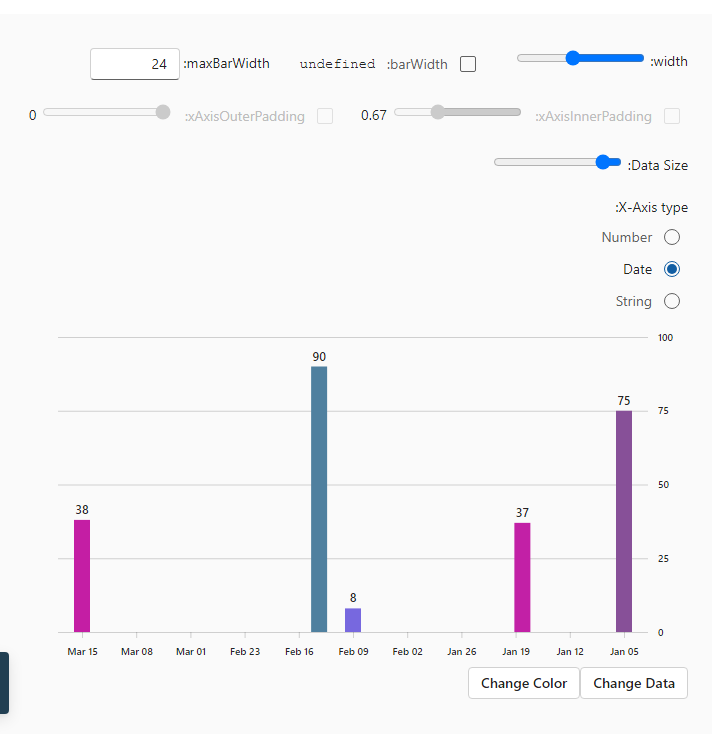 width:
barWidth: undefined
maxBarWidth: 24
xAxisInnerPadding: 0.67
xAxisOuterPadding: 0
Data Size:
X-Axis type:
Number
Date
String
100
75
50
25
0
38
90
8
37
75
Mar 15 Mar 08 Mar 01 Feb 23 Feb 16 Feb 09 Feb 02 Jan 26 Jan 19 Jan 12 Jan 05
Change Color Change Data